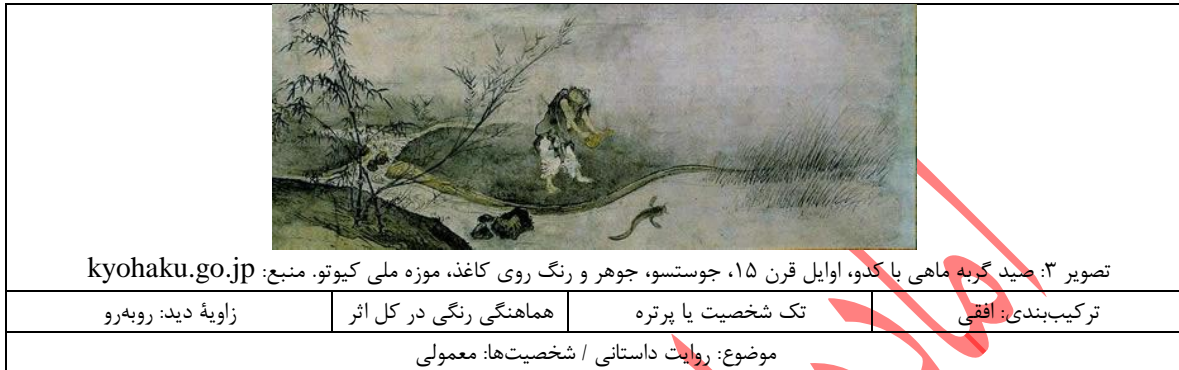 تصویر ۳: صید گربه ماهی با کدو، اوایل قرن ۱۵، جوستسو، جوهر و رنگ روی کاغذ، موزه ملی کیوتو. منبع: kyohaku.go.jp
ترکیب‌بندی: افقی
تک شخصیت یا پرتره
هماهنگی رنگی در کل اثر
زاویهٔ دید: روبه‌رو
موضوع: روایت داستانی / شخصیت‌ها: معمولی